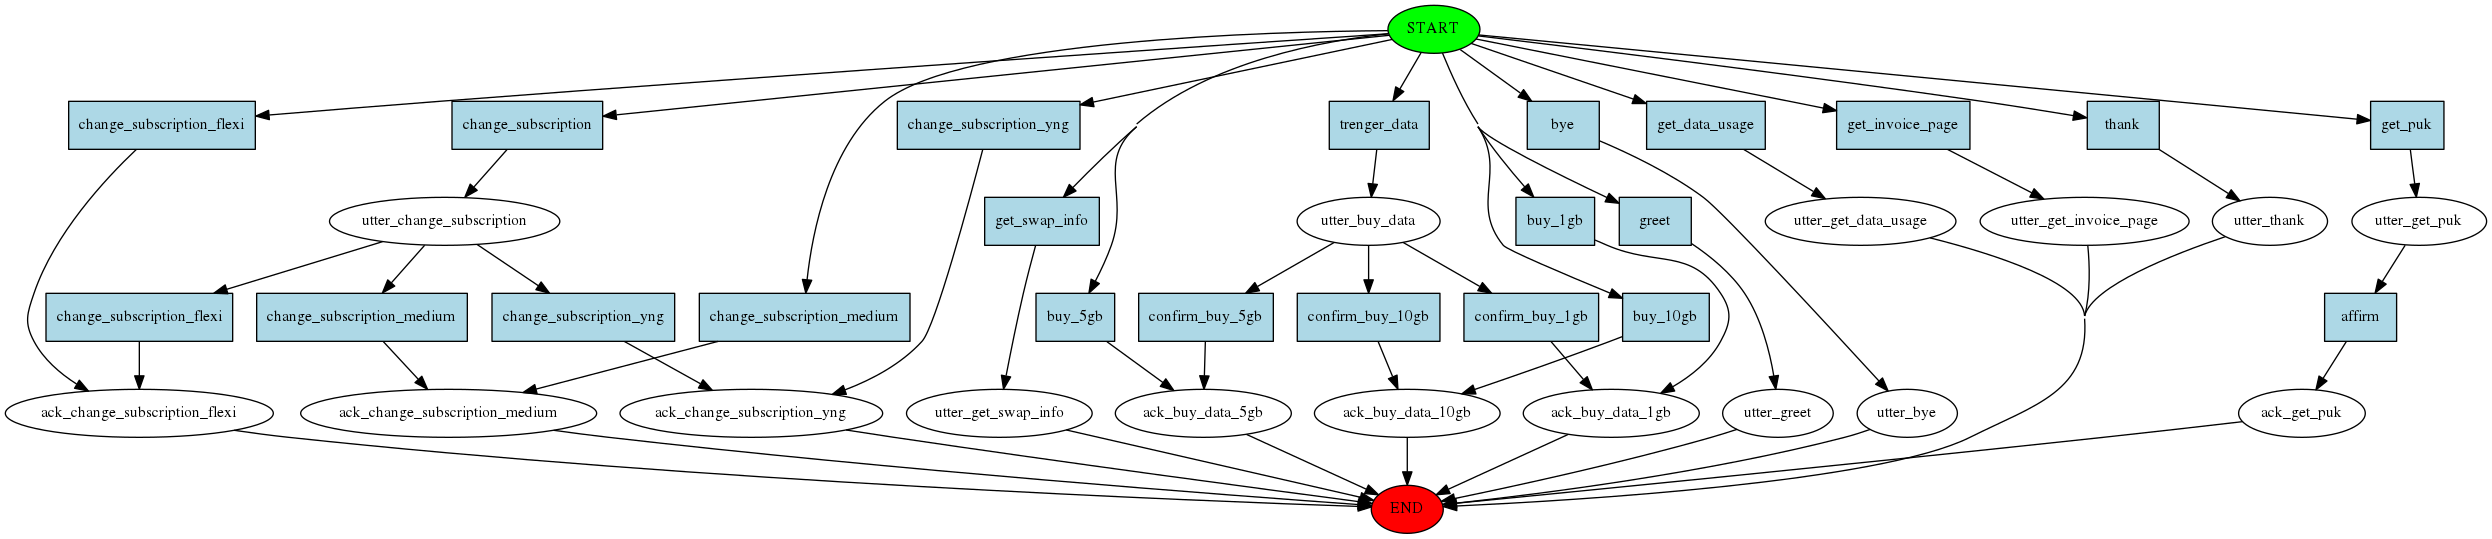 START
change_subscription_flexi
change_subscription
change_subscription_yng
trenger_data
bye
get_data_usage
get_invoice_page
thank
get_puk
utter_change_subscription
get_swap_info
utter_buy_data
buy_1gb
greet
utter_get_data_usage
utter_get_invoice_page
utter_thank
utter_get_puk
change_subscription_flexi
change_subscription_medium
change_subscription_yng
change_subscription_medium
buy_5gb
confirm_buy_5gb
confirm_buy_10gb
confirm_buy_1gb
buy_10gb
affirm
ack_change_subscription_flexi
ack_change_subscription_medium
ack_change_subscription_yng
utter_get_swap_info
ack_buy_data_5gb
ack_buy_data_10gb
ack_buy_data_1gb
utter_greet
utter_bye
ack_get_puk
END